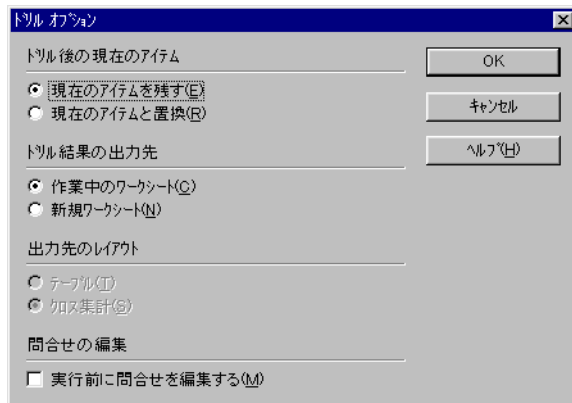 ﾄﾞﾘﾙ ｵﾌﾟｼｮﾝ
ﾄﾞﾘﾙ後の現在のｱｲﾃﾑ
現在のｱｲﾃﾑを残す(E)
現在のｱｲﾃﾑと置換(R)
ﾄﾞﾘﾙ結果の出力先
作業中のﾜｰｸｼｰﾄ(C)
新規ﾜｰｸｼｰﾄ(N)
出力先のﾚｲｱｳﾄ
ﾃｰﾌﾞﾙ(T)
ｸﾛｽ集計(S)
問合せの編集
実行前に問合せを編集する(M)
OK
ｷｬﾝｾﾙ
ﾍﾙﾌﾟ(H)